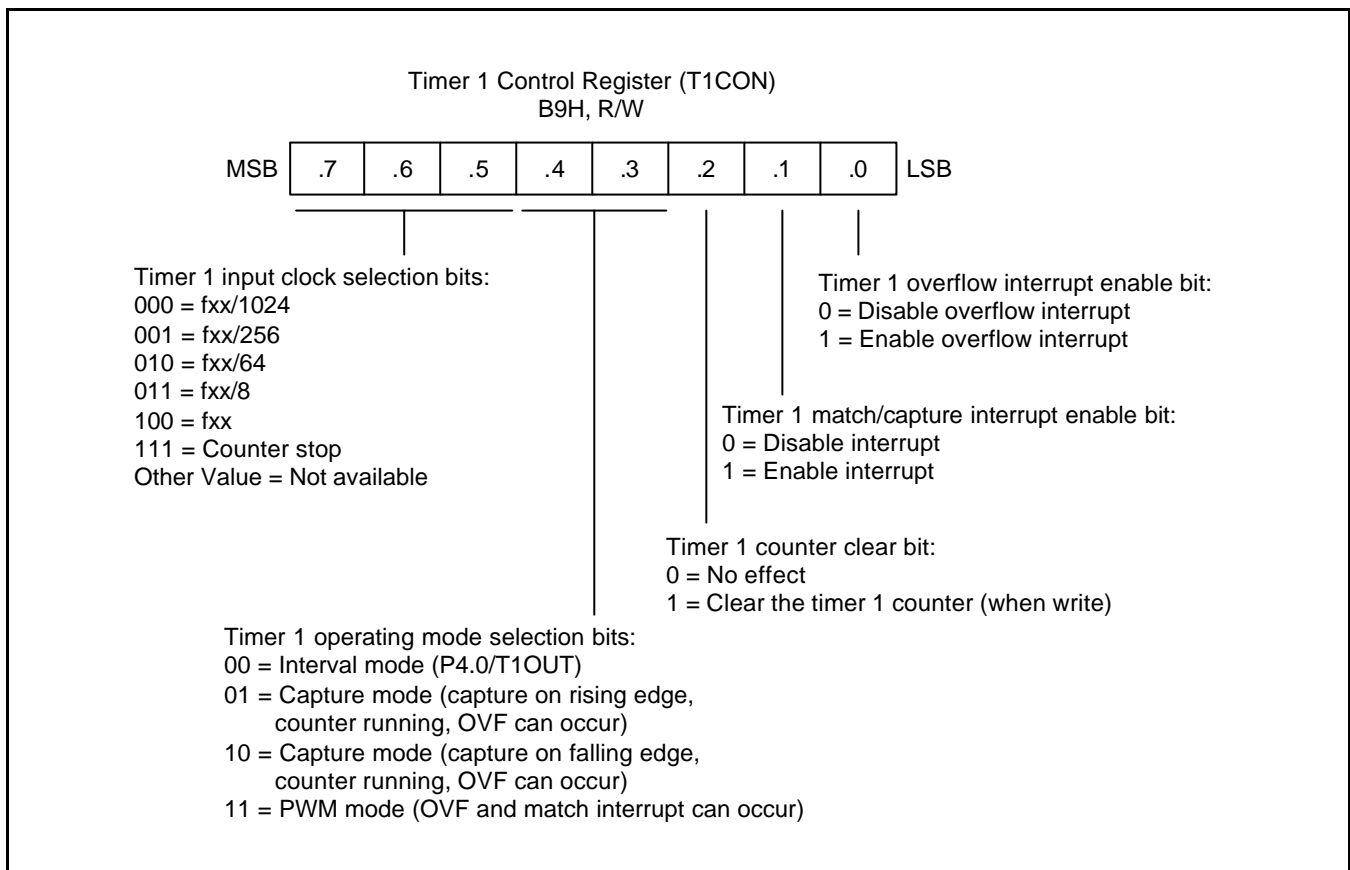 Timer 1 Control Register (T1CON)
B9H, R/W
MSB .7 .6 .5 .4 .3 .2 .1 .0 LSB
Timer 1 input clock selection bits:
000 = fxx/1024
001 = fxx/256
010 = fxx/64
011 = fxx/8
100 = fxx
111 = Counter stop
Other Value = Not available
Timer 1 overflow interrupt enable bit:
0 = Disable overflow interrupt
1 = Enable overflow interrupt
Timer 1 match/capture interrupt enable bit:
0 = Disable interrupt
1 = Enable interrupt
Timer 1 counter clear bit:
0 = No effect
1 = Clear the timer 1 counter (when write)
Timer 1 operating mode selection bits:
00 = Interval mode (P4.0/T1OUT)
01 = Capture mode (capture on rising edge,
counter running, OVF can occur)
10 = Capture mode (capture on falling edge,
counter running, OVF can occur)
11 = PWM mode (OVF and match interrupt can occur)